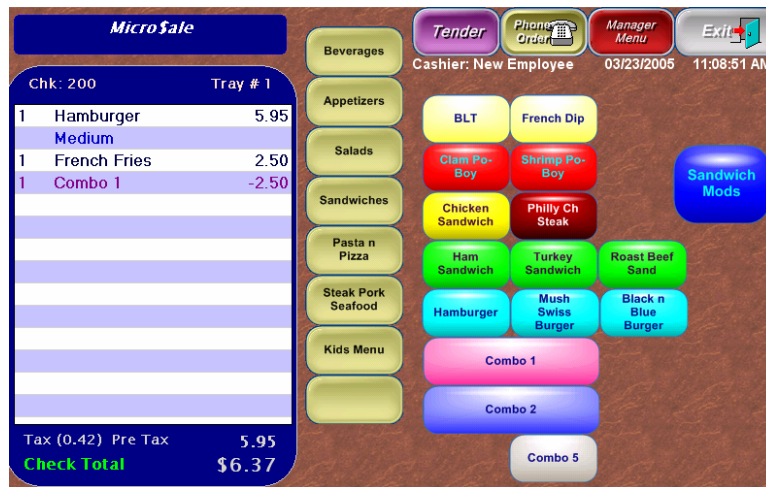 Micro$ale
Chk: 200 Tray # 1
1 Hamburger 5.95
Medium
1 French Fries 2.50
1 Combo 1 -2.50
Tax (0.42) Pre Tax 5.95
Check Total $6.37
Beverages
Appetizers
Salads
Sandwiches
Pasta n
Pizza
Steak Pork
Seafood
Kids Menu
Tender
Phone
Order
Manager
Menu
Exit
Cashier: New Employee 03/23/2005 11:08:51 AM
BLT
French Dip
Clam Po-
Boy
Shrimp Po-
Boy
Chicken
Sandwich
Philly Ch
Steak
Ham
Sandwich
Turkey
Sandwich
Roast Beef
Sand
Hamburger
Mush
Swiss
Burger
Black n
Blue
Burger
Combo 1
Combo 2
Combo 5
Sandwich
Mods